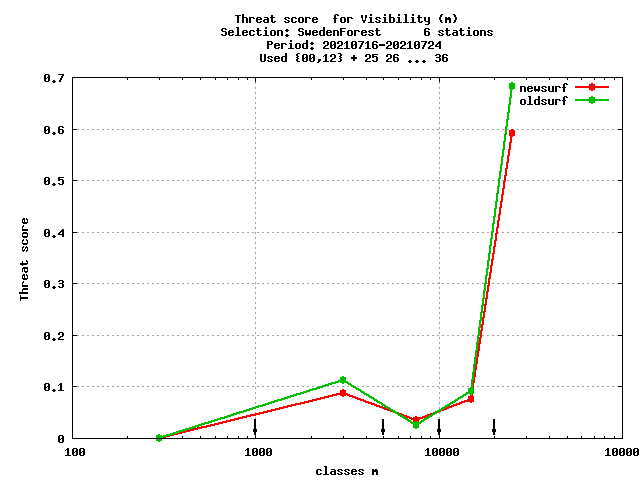 Threat score  for Visibility (m)
Selection: SwedenForest      6 stations
Period: 20210716-20210724
Used {00,12} + 25 26 ... 36
newsurf
oldsurf
0.7
0.6
0.5
0.4
0.3
0.2
0.1
0
Threat score
100 1000 10000 10000
classes m